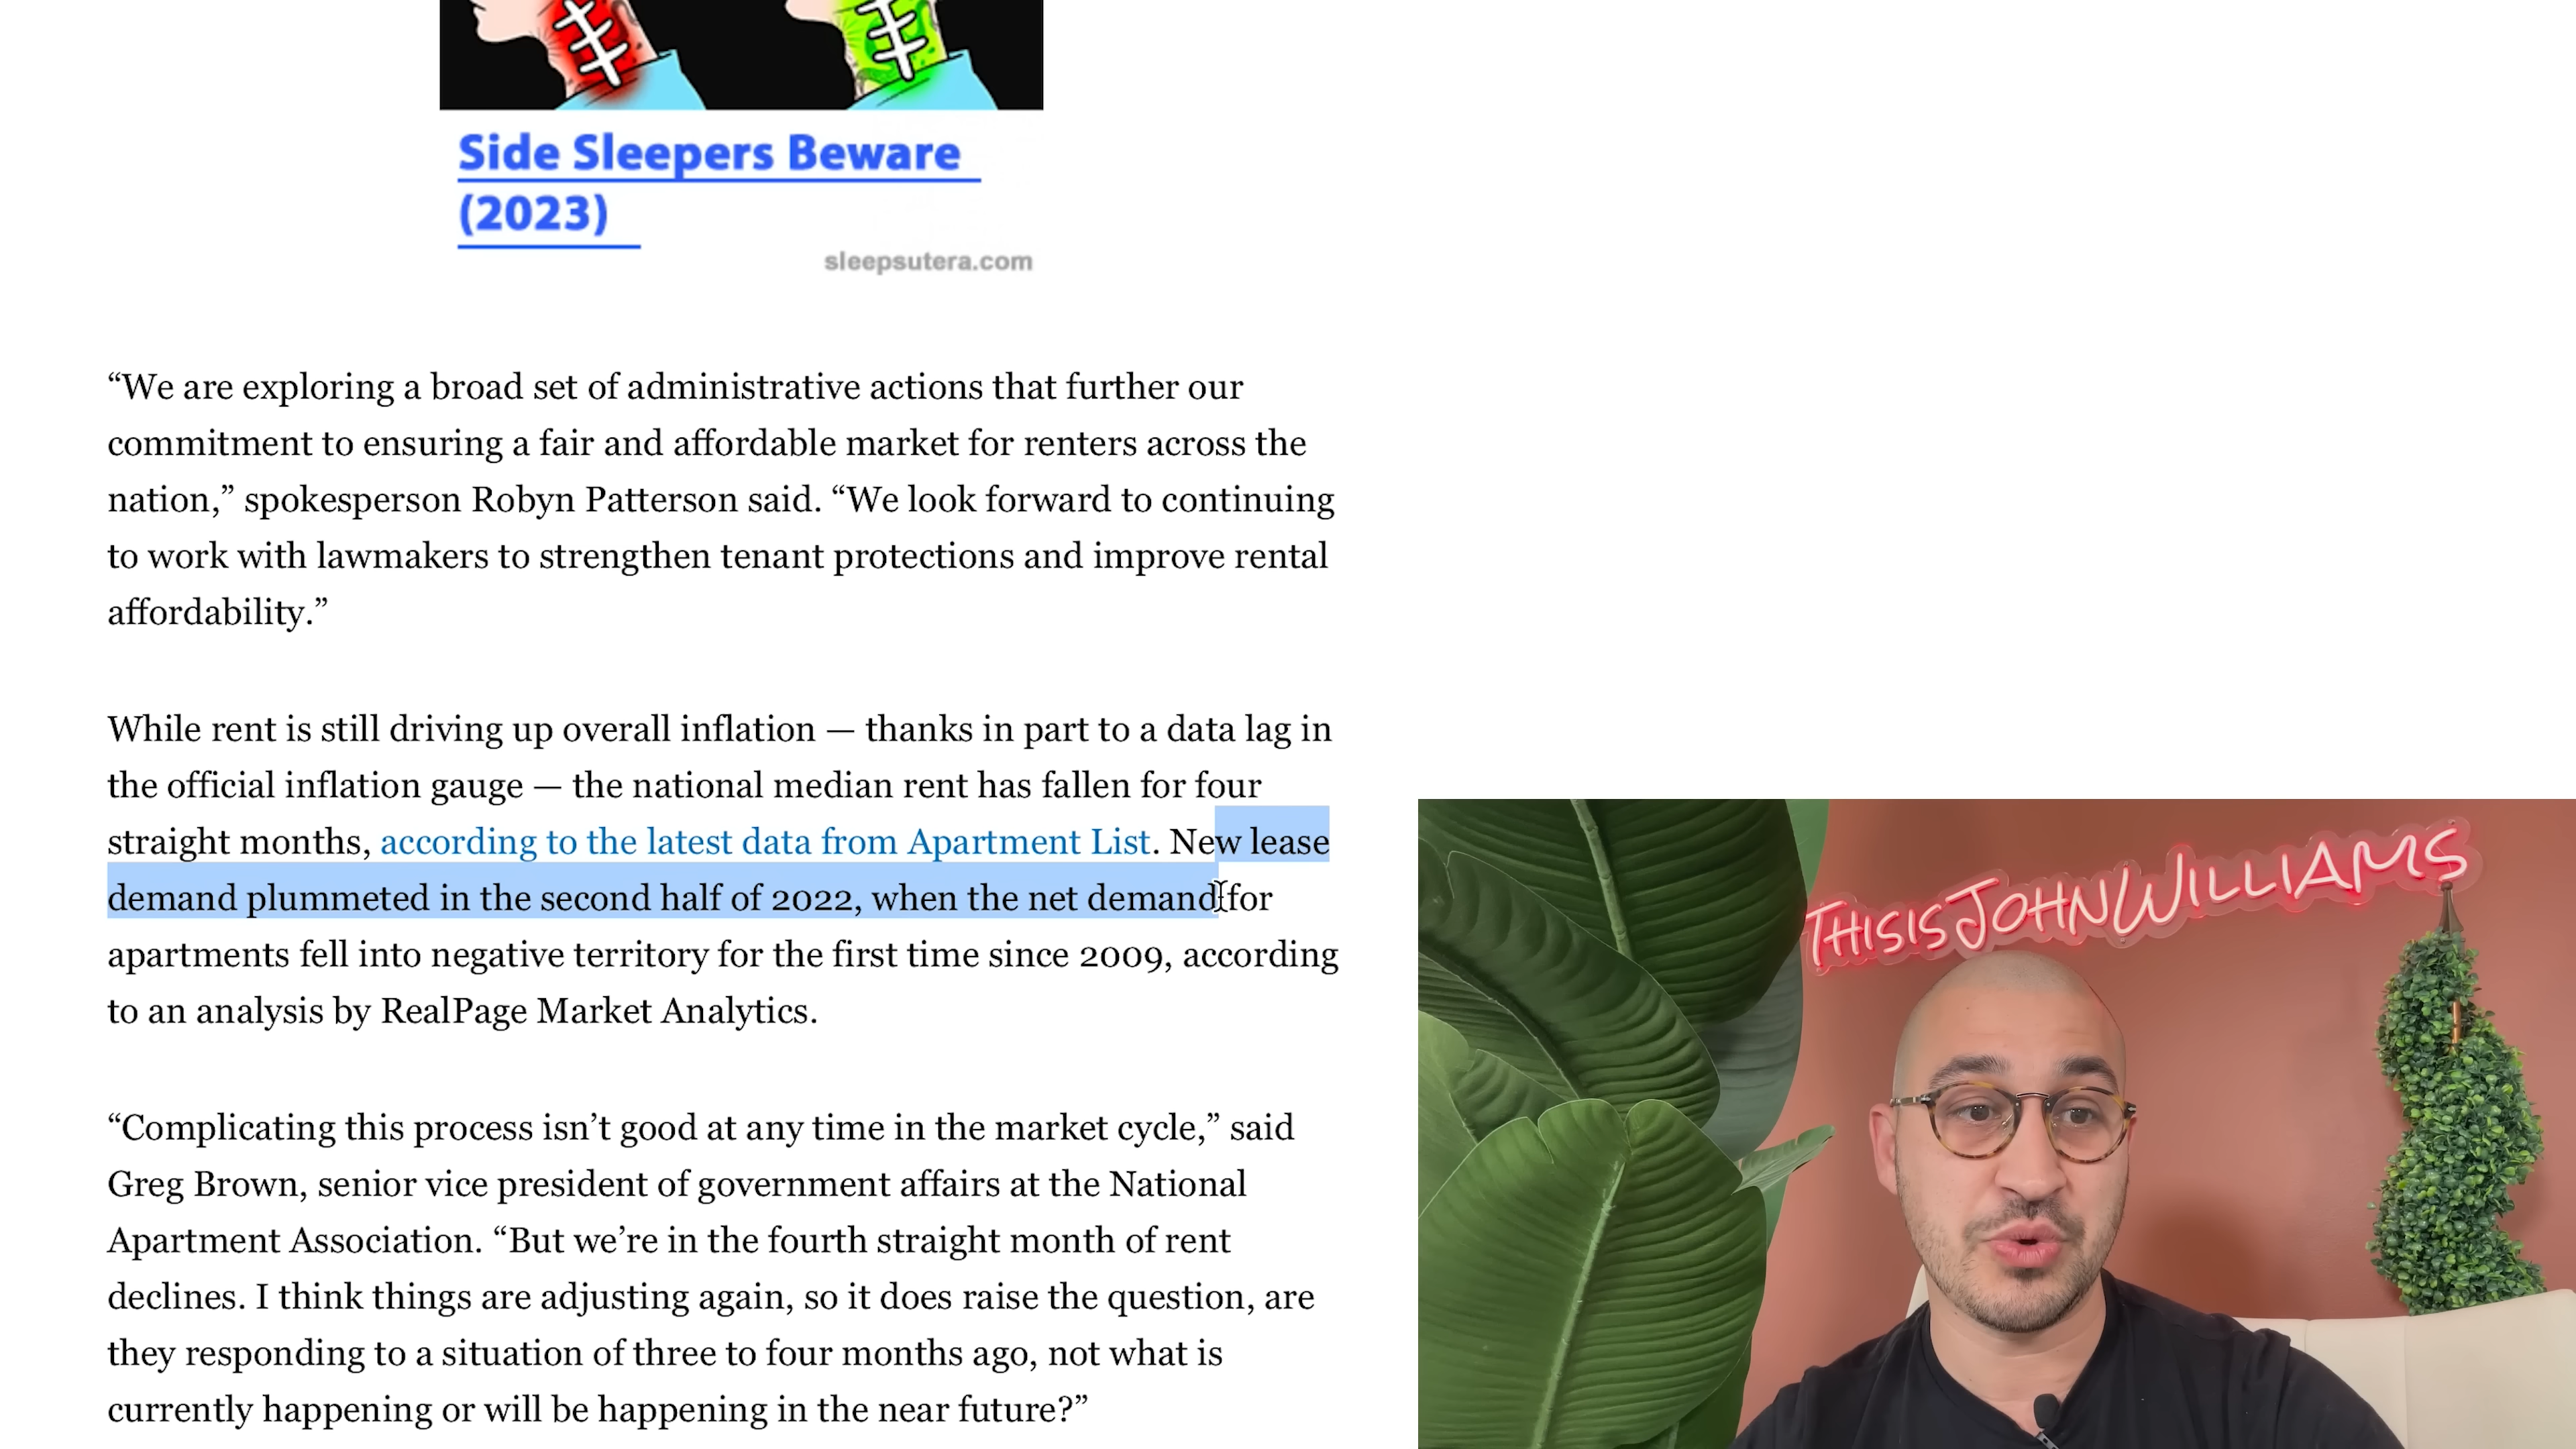 Side Sleepers Beware
(2023)
sleepsutera.com
“We are exploring a broad set of administrative actions that further our
commitment to ensuring a fair and affordable market for renters across the
nation,” spokesperson Robyn Patterson said. “We look forward to continuing
to work with lawmakers to strengthen tenant protections and improve rental
affordability.”
While rent is still driving up overall inflation — thanks in part to a data lag in
the official inflation gauge — the national median rent has fallen for four
straight months, according to the latest data from Apartment List. New lease
demand plummeted in the second half of 2022, when the net demand for
apartments fell into negative territory for the first time since 2009, according
to an analysis by RealPage Market Analytics.
“Complicating this process isn’t good at any time in the market cycle,” said
Greg Brown, senior vice president of government affairs at the National
Apartment Association. “But we’re in the fourth straight month of rent
declines. I think things are adjusting again, so it does raise the question, are
they responding to a situation of three to four months ago, not what is
currently happening or will be happening in the near future?”
THISISJOHNWILLIAMS